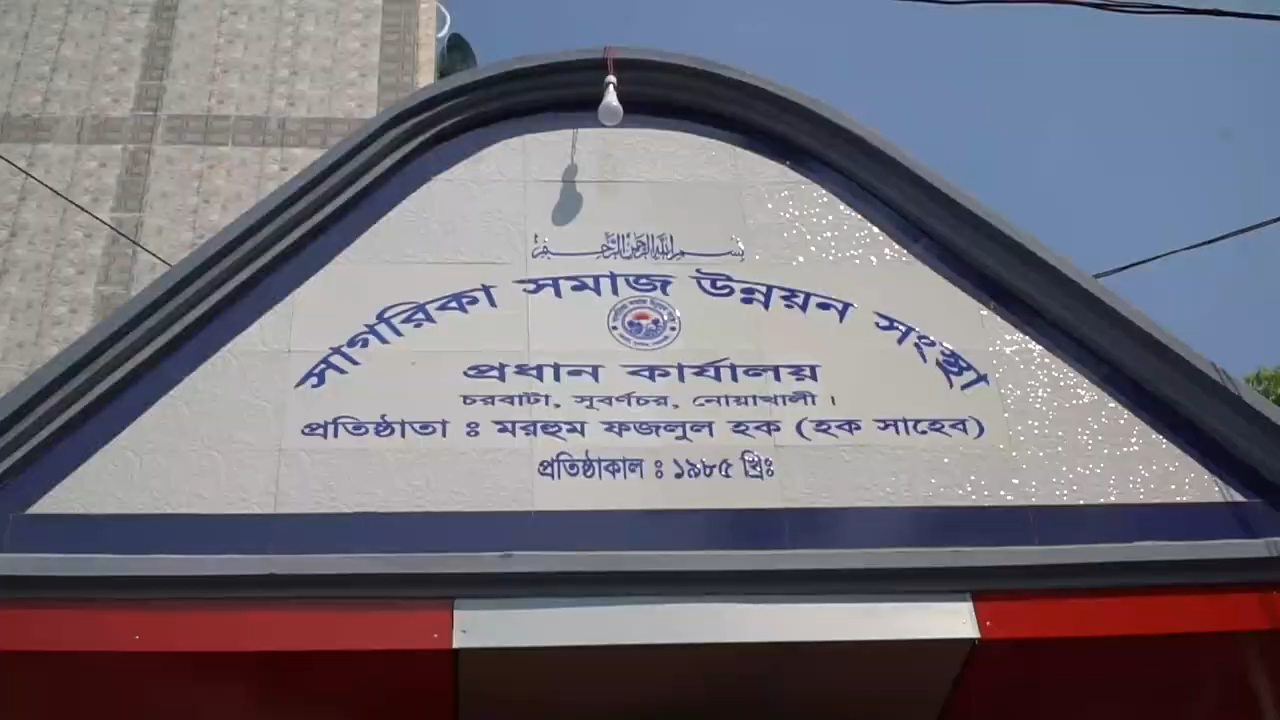 بسم الله الرحمن الرحيم
সাগরিকা সমাজ উন্নয়ন সংস্থা
প্রধান কার্যালয়
চরবাটা, সূবর্ণচর, নোয়াখালী ।
প্রতিষ্ঠাতা ঃ মরহুম ফজলুল হক (হক সাহেব)
প্রতিষ্ঠাকাল ঃ ১৯৮৫ খ্রিঃ